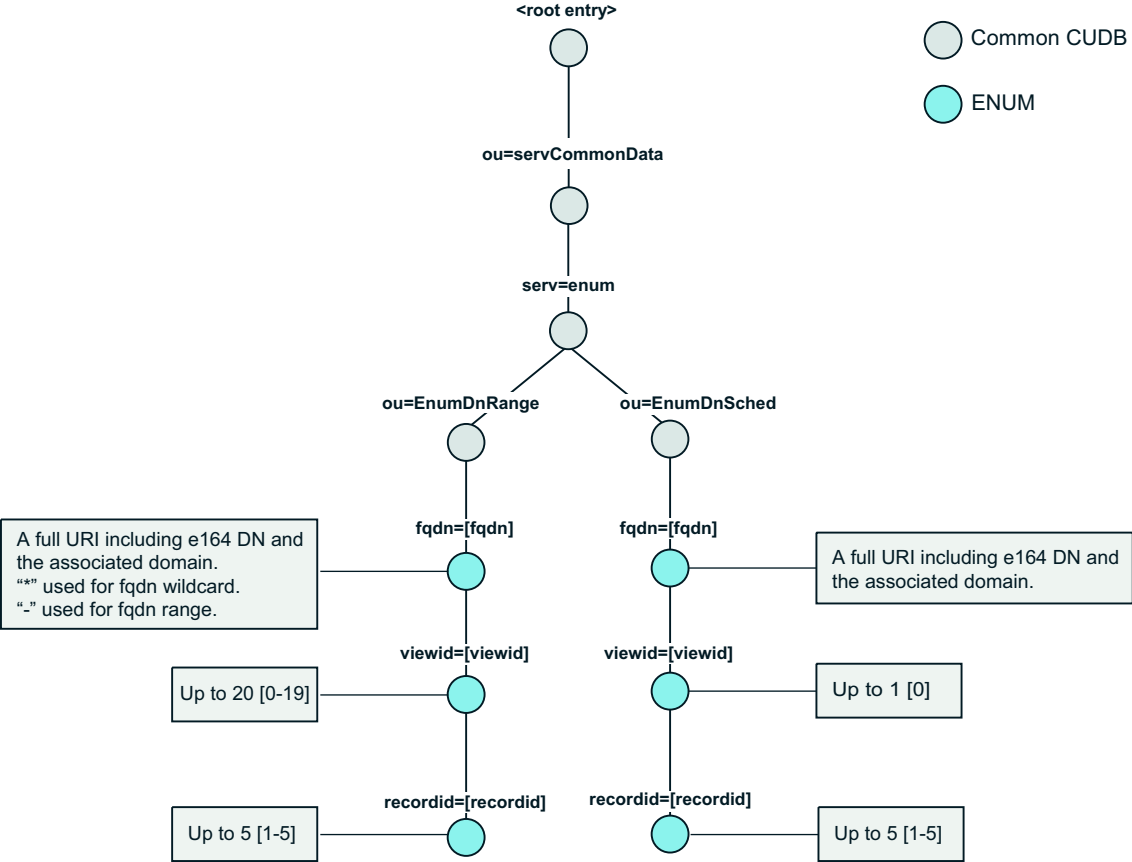 <root entry>
Common CUDB
ENUM
ou=servCommonData
serv=enum
ou=EnumDnRange
ou=EnumDnSched
fqdn=[fqdn]
fqdn=[fqdn]
A full URI including e164 DN and
the associated domain.
“*” used for fqdn wildcard.
“-” used for fqdn range.
A full URI including e164 DN and
the associated domain.
viewid=[viewid]
viewid=[viewid]
Up to 20 [0-19]
Up to 1 [0]
recordid=[recordid]
recordid=[recordid]
Up to 5 [1-5]
Up to 5 [1-5]